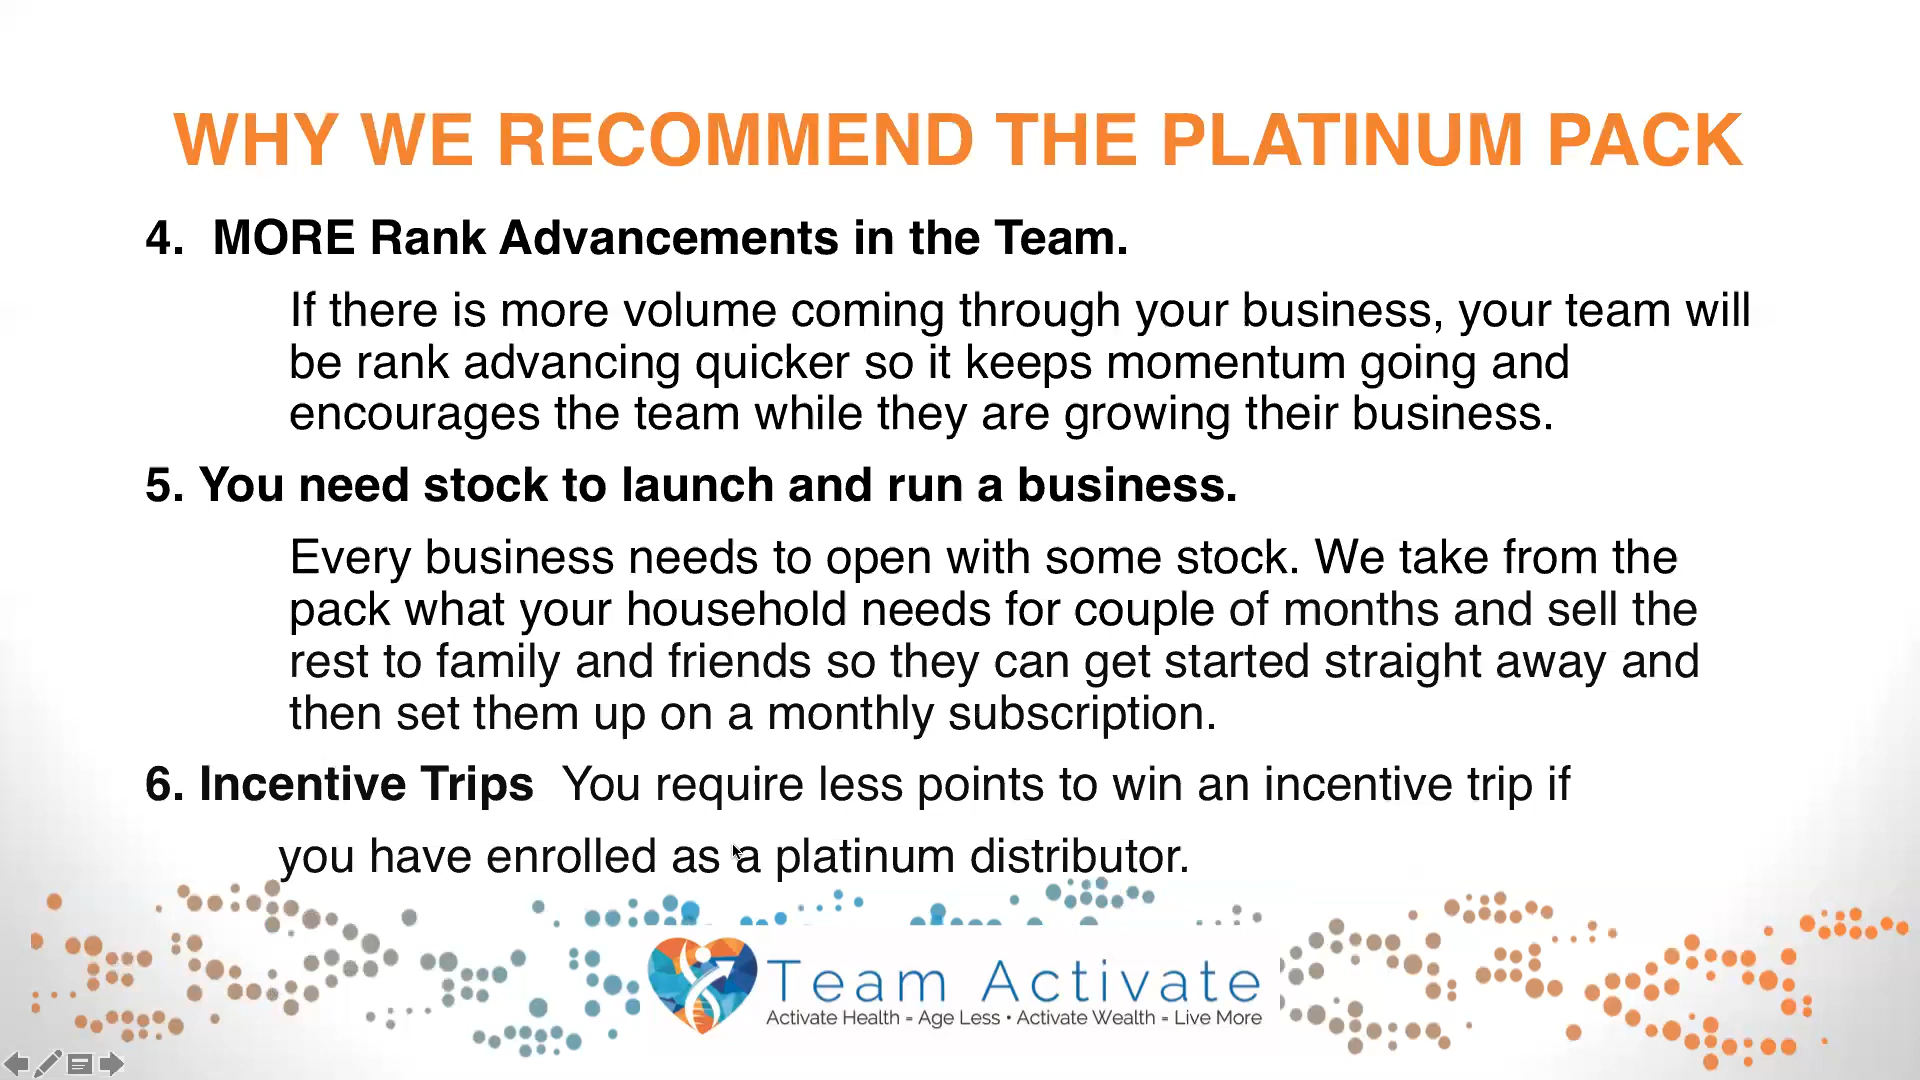 WHY WE RECOMMEND THE PLATINUM PACK
4. MORE Rank Advancements in the Team.
If there is more volume coming through your business, your team will
be rank advancing quicker so it keeps momentum going and
encourages the team while they are growing their business.
5. You need stock to launch and run a business.
Every business needs to open with some stock. We take from the
pack what your household needs for couple of months and sell the
rest to family and friends so they can get started straight away and
then set them up on a monthly subscription.
6. Incentive Trips You require less points to win an incentive trip if
you have enrolled as a platinum distributor.
Team Activate
Activate Health - Age Less • Activate Wealth - Live More